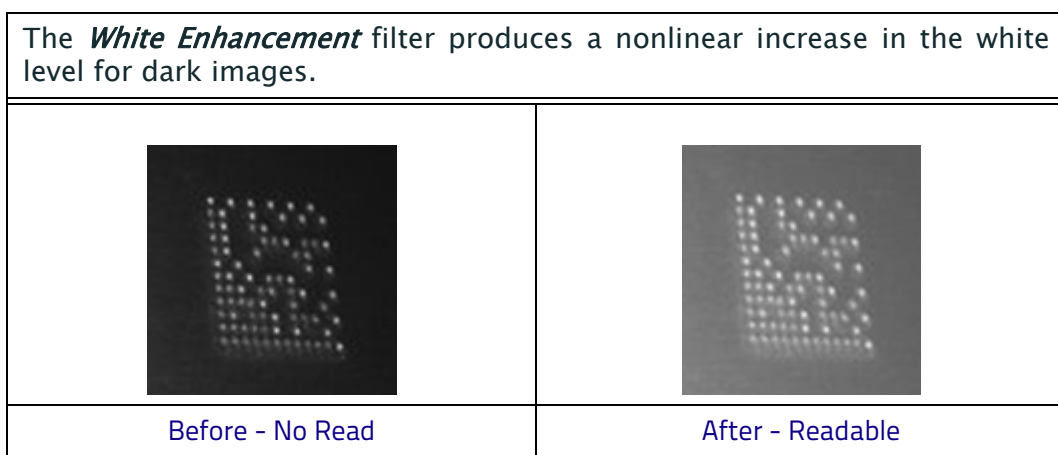 The White Enhancement filter produces a nonlinear increase in the white
level for dark images.
Before - No Read
After - Readable